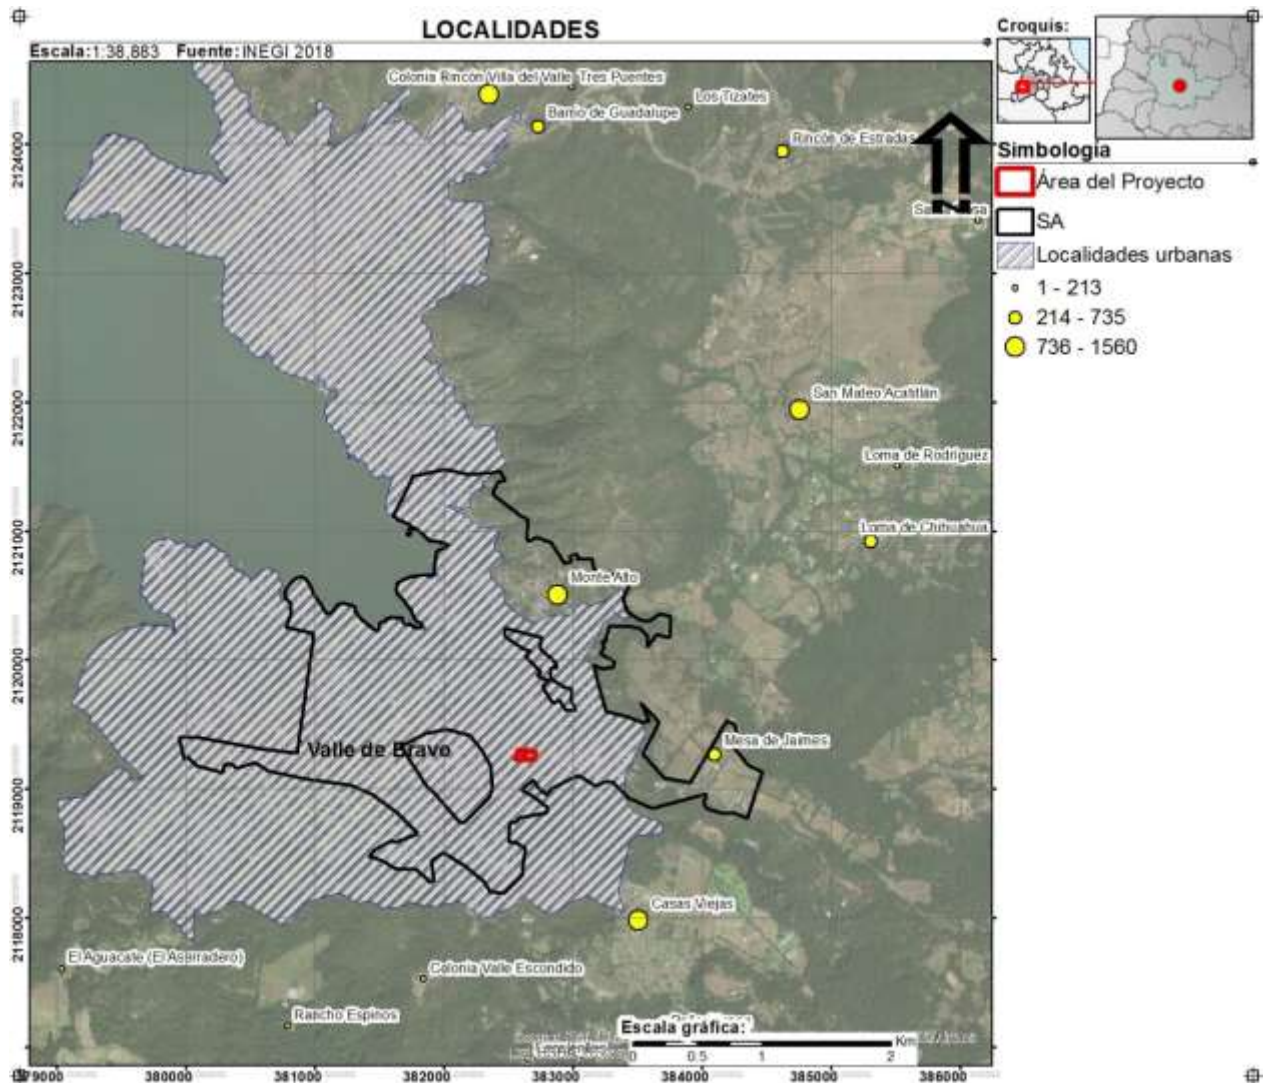 LOCALIDADES
Escala:1:38,883 Fuente: INEGI 2018
Croquis:
Simbología
Área del Proyecto
SA
Localidades urbanas
1 - 213
214 - 735
736 - 1560
Colonia Rincón Villa del Valle
Tres Puentes
Los Tizates
Barrio de Guadalupe
Rincón de Estradas
San Mateo Acatitlán
Loma de Rodríguez
Loma de Chihuahua
Monte Alto
Valle de Bravo
Mesa de Jaimes
Casas Viejas
El Aguacate (El Aserradero)
Colonia Valle Escondido
Rancho Espinos
Escala gráfica:
Km
0 0.5 1 2
2124000
2123000
2122000
2121000
2120000
2119000
2118000
379000 380000 381000 382000 383000 384000 385000 386000